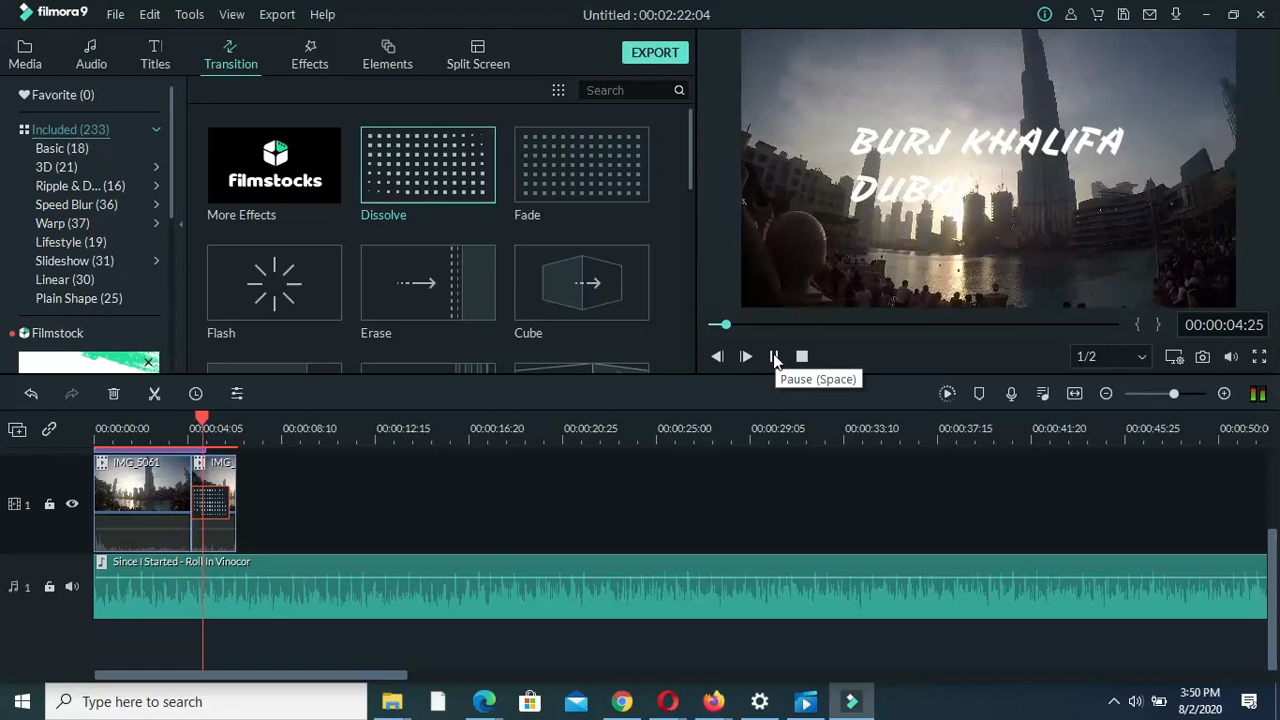 filmora9
File
Edit
Tools
View
Export
Help
Untitled : 00:02:22:04
Media
Audio
Titles
Transition
Effects
Elements
Split Screen
EXPORT
Favorite (0)
Included (233)
Basic (18)
3D (21)
Ripple & D... (16)
Speed Blur (36)
Warp (37)
Lifestyle (19)
Slideshow (31)
Linear (30)
Plain Shape (25)
Filmstock
Search
filmstocks
More Effects
Dissolve
Fade
Flash
Erase
Cube
BURJ KHALIFA
DUBA
00:00:04:25
1/2
Pause (Space)
00:00:00:00
00:00:04:05
00:00:08:10
00:00:12:15
00:00:16:20
00:00:20:25
00:00:25:00
00:00:29:05
00:00:33:10
00:00:37:15
00:00:41:20
00:00:45:25
00:00:50:0
IMG_5061
IMG_
1
Since I Started - Roll In Vinocor
1
Type here to search
3:50 PM
8/2/2020